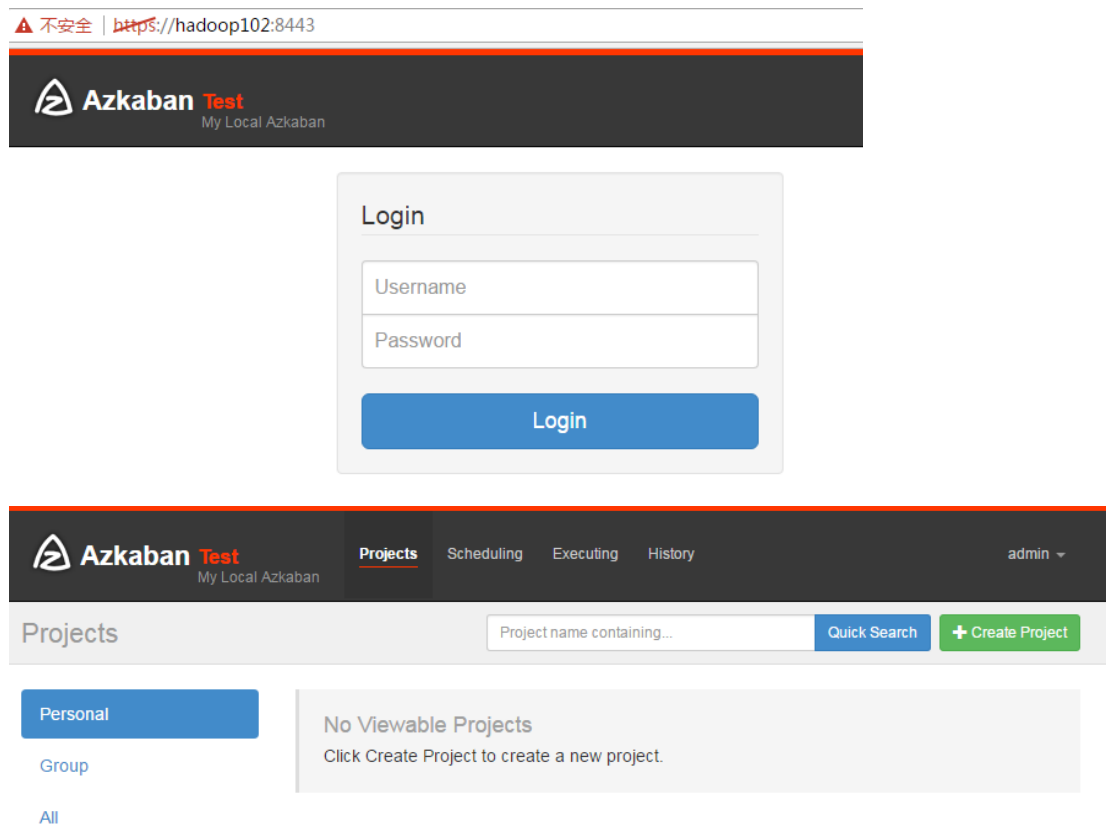 不安全 | https://hadoop102:8443
Azkaban Test
My Local Azkaban
Login
Username
Password
Login
Azkaban Test
My Local Azkaban
Projects Scheduling Executing History admin
Projects Project name containing... Quick Search + Create Project
Personal
No Viewable Projects
Click Create Project to create a new project.
Group
All